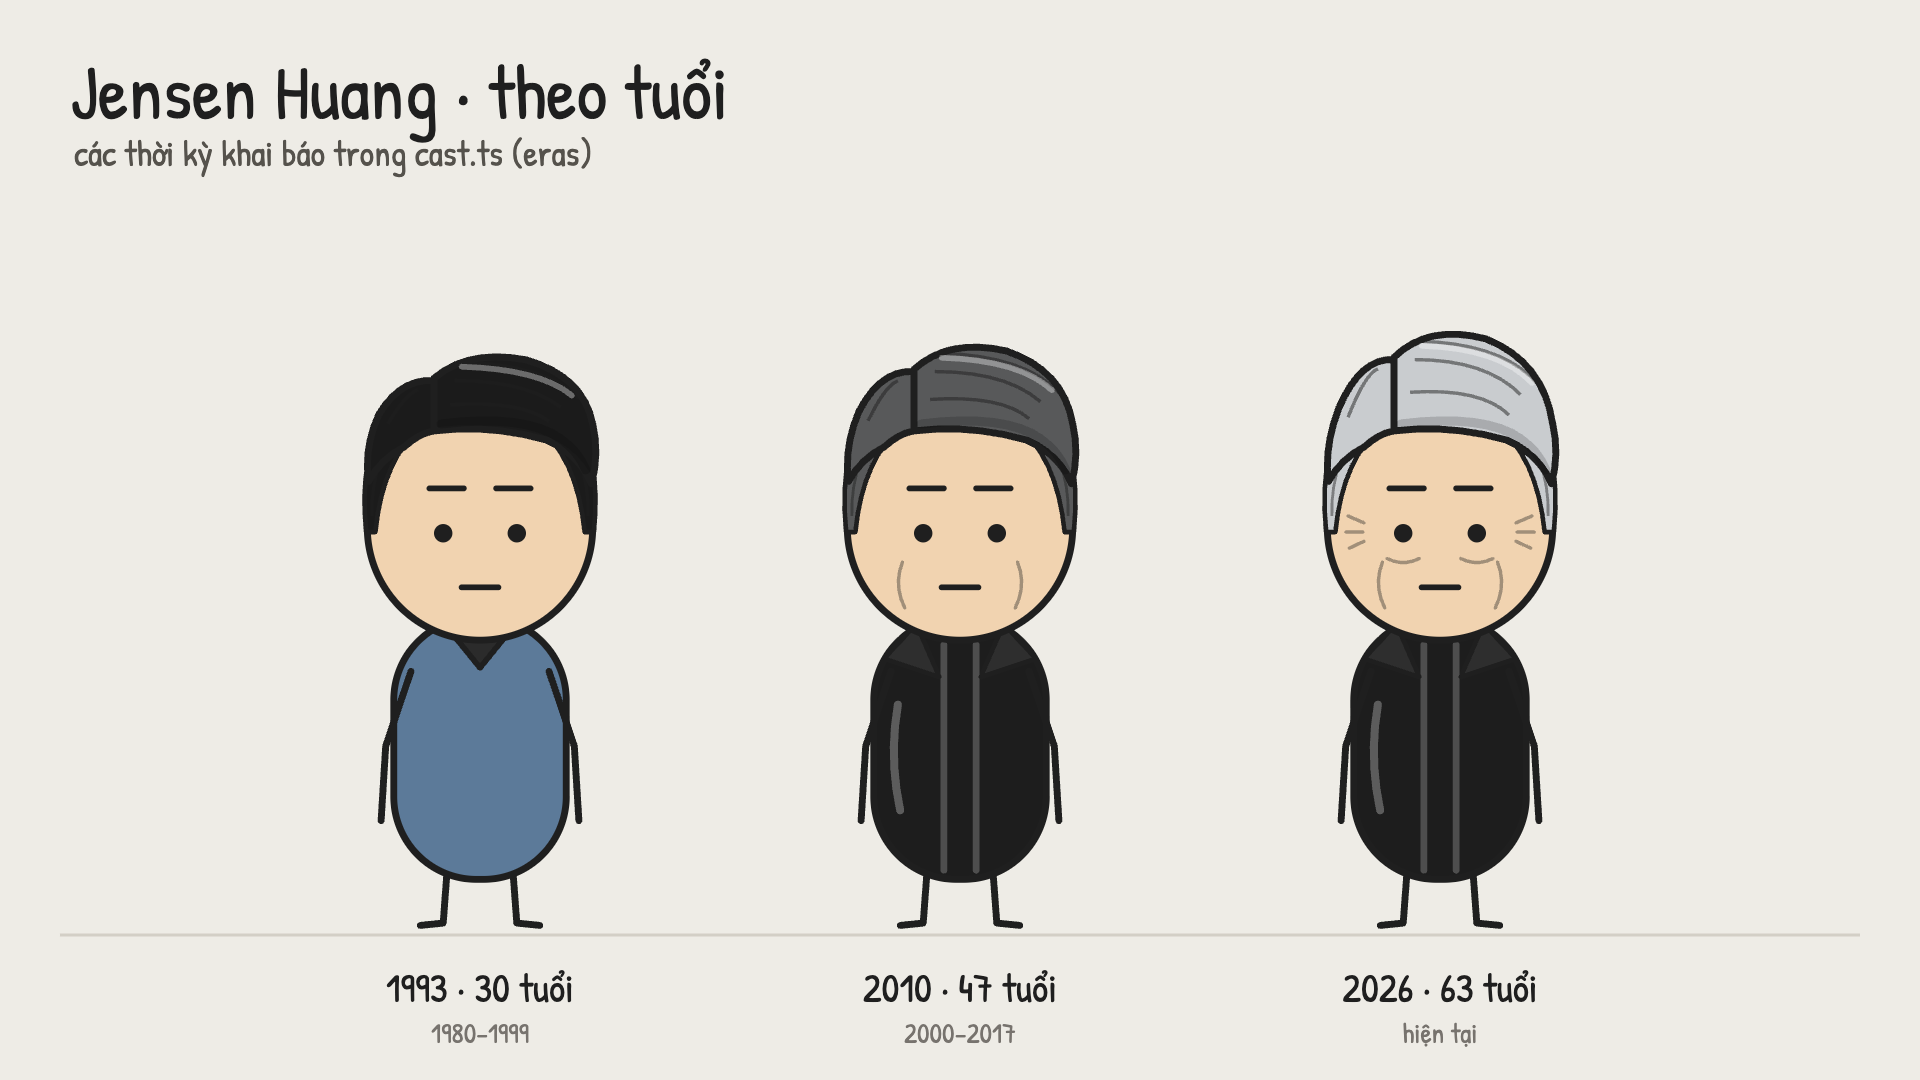 Jensen Huang · theo tuổi
các thời kỳ khai báo trong cast.ts (eras)
1993 · 30 tuổi
1980–1999
2010 · 47 tuổi
2000–2017
2026 · 63 tuổi
hiện tại